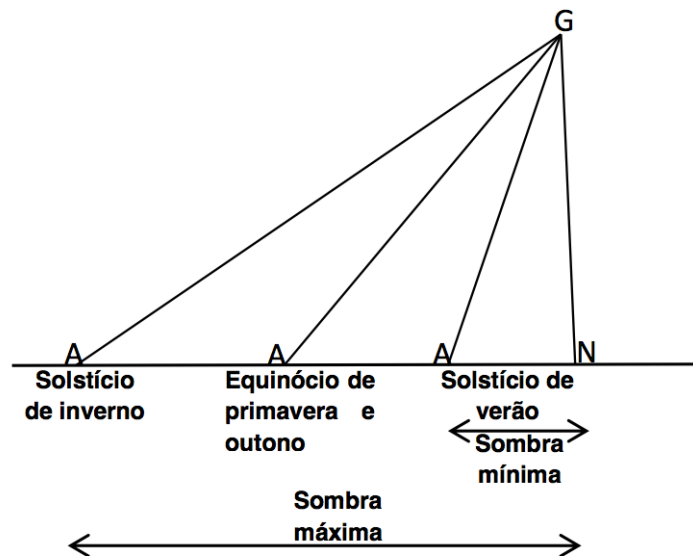 G
A
A
A
N
Solstício
de inverno
Equinócio de
primavera e
outono
Solstício de
verão
Sombra
mínima
Sombra
máxima